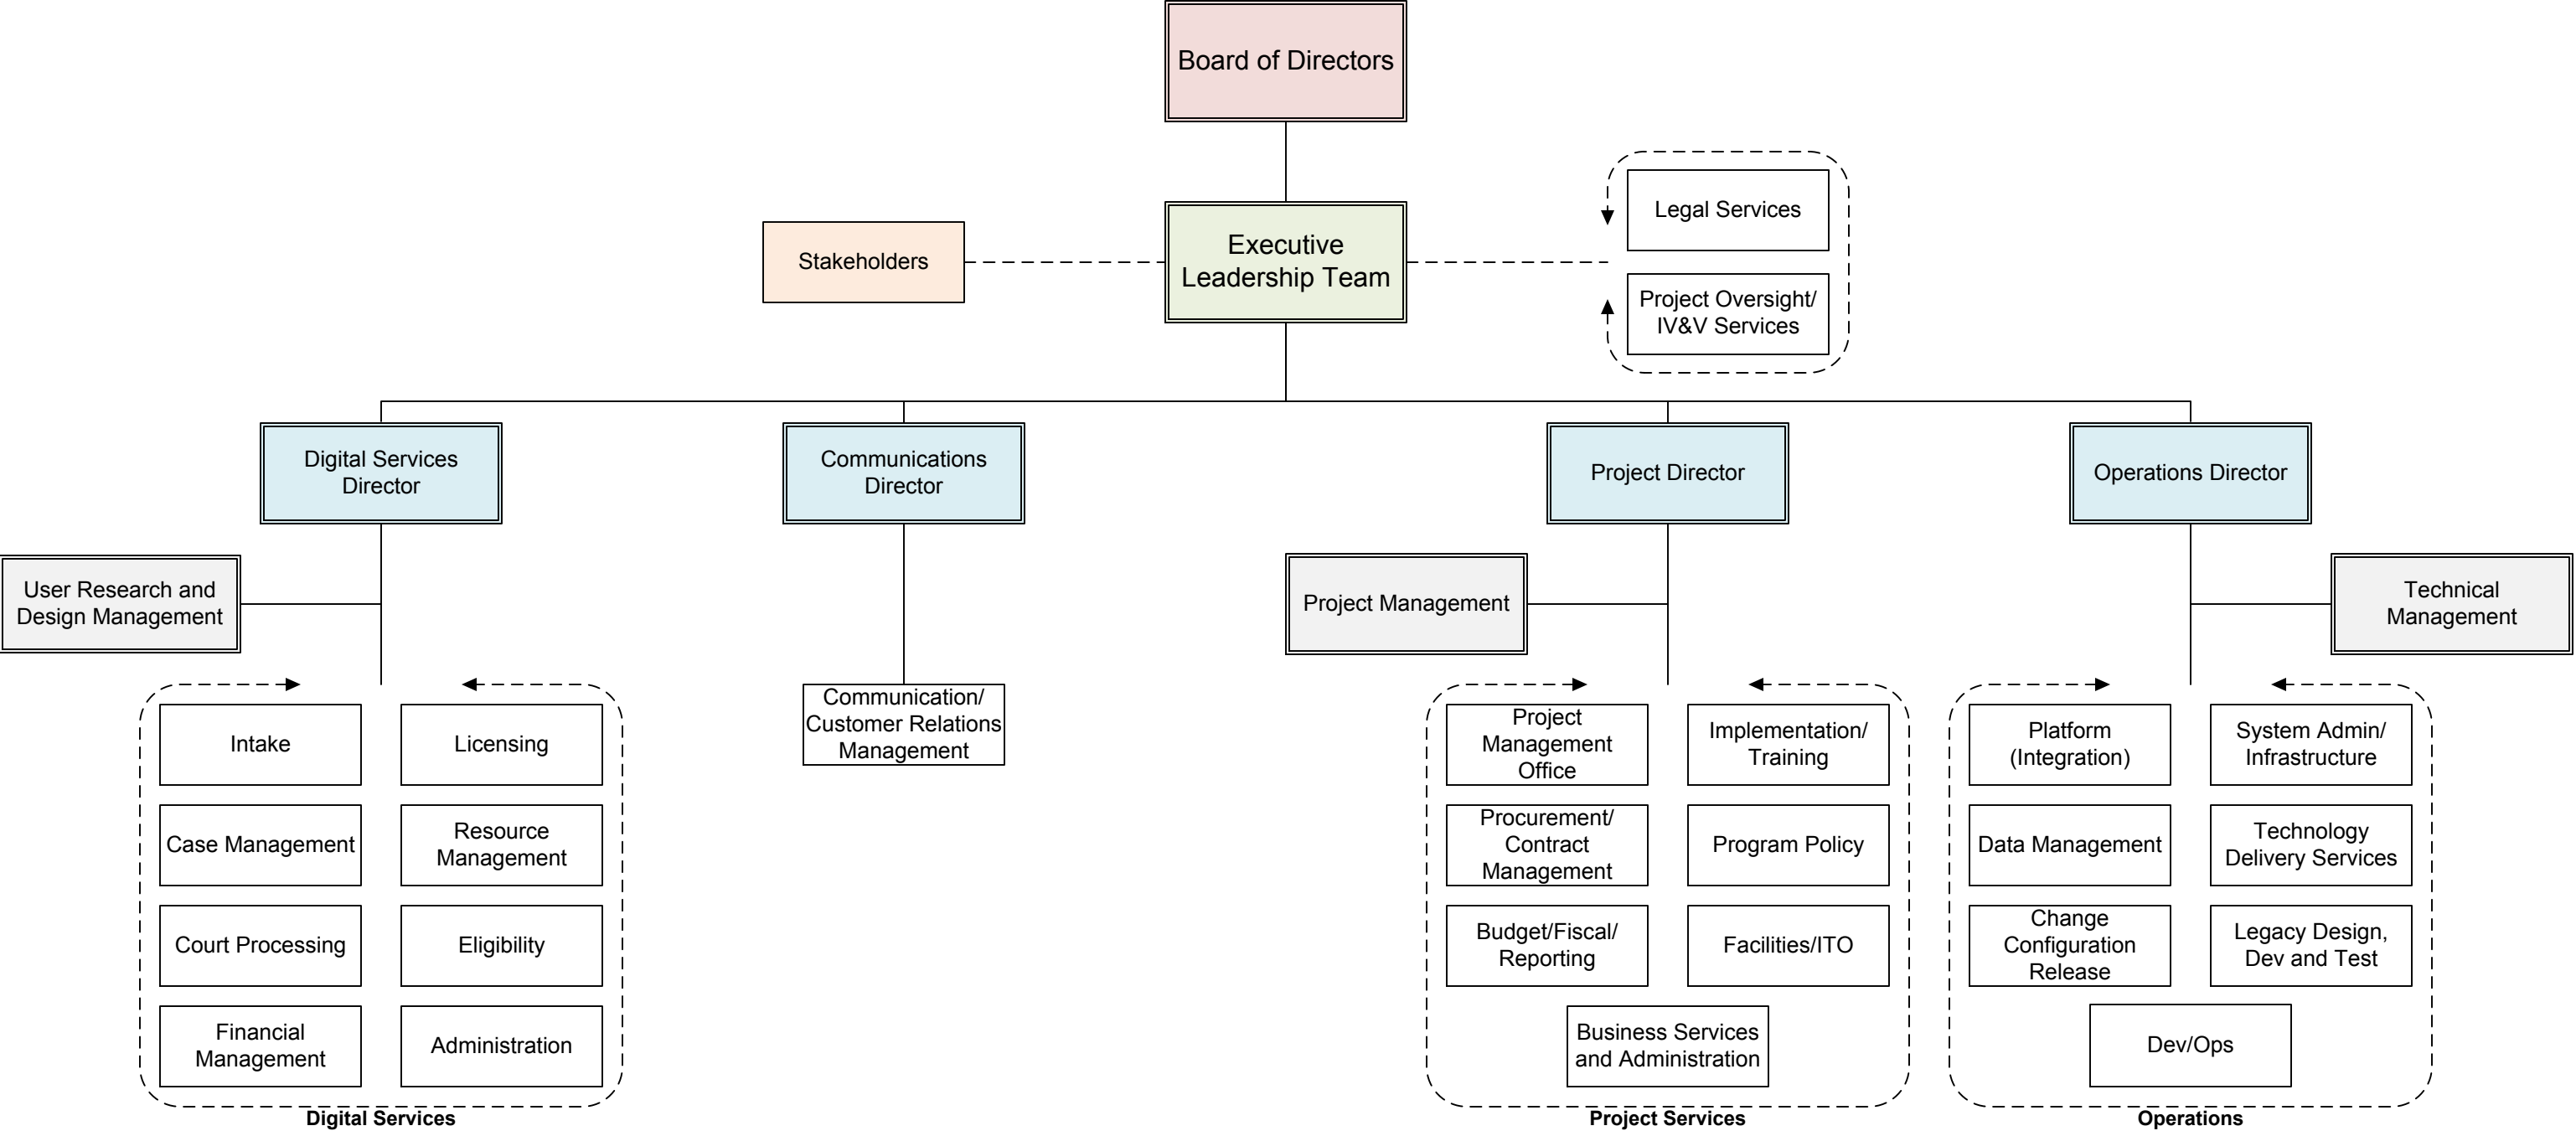 Board of Directors
Legal Services
Stakeholders
Executive
Leadership Team
Project Oversight/
IV&V Services
Digital Services
Director
Communications
Director
Project Director
Operations Director
User Research and
Design Management
Project Management
Technical
Management
Intake
Licensing
Case Management
Resource
Management
Court Processing
Eligibility
Financial
Management
Administration
Digital Services
Communication/
Customer Relations
Management
Project
Management
Office
Implementation/
Training
Procurement/
Contract
Management
Program Policy
Budget/Fiscal/
Reporting
Facilities/ITO
Business Services
and Administration
Project Services
Platform
(Integration)
System Admin/
Infrastructure
Data Management
Technology
Delivery Services
Change
Configuration
Release
Legacy Design,
Dev and Test
Dev/Ops
Operations